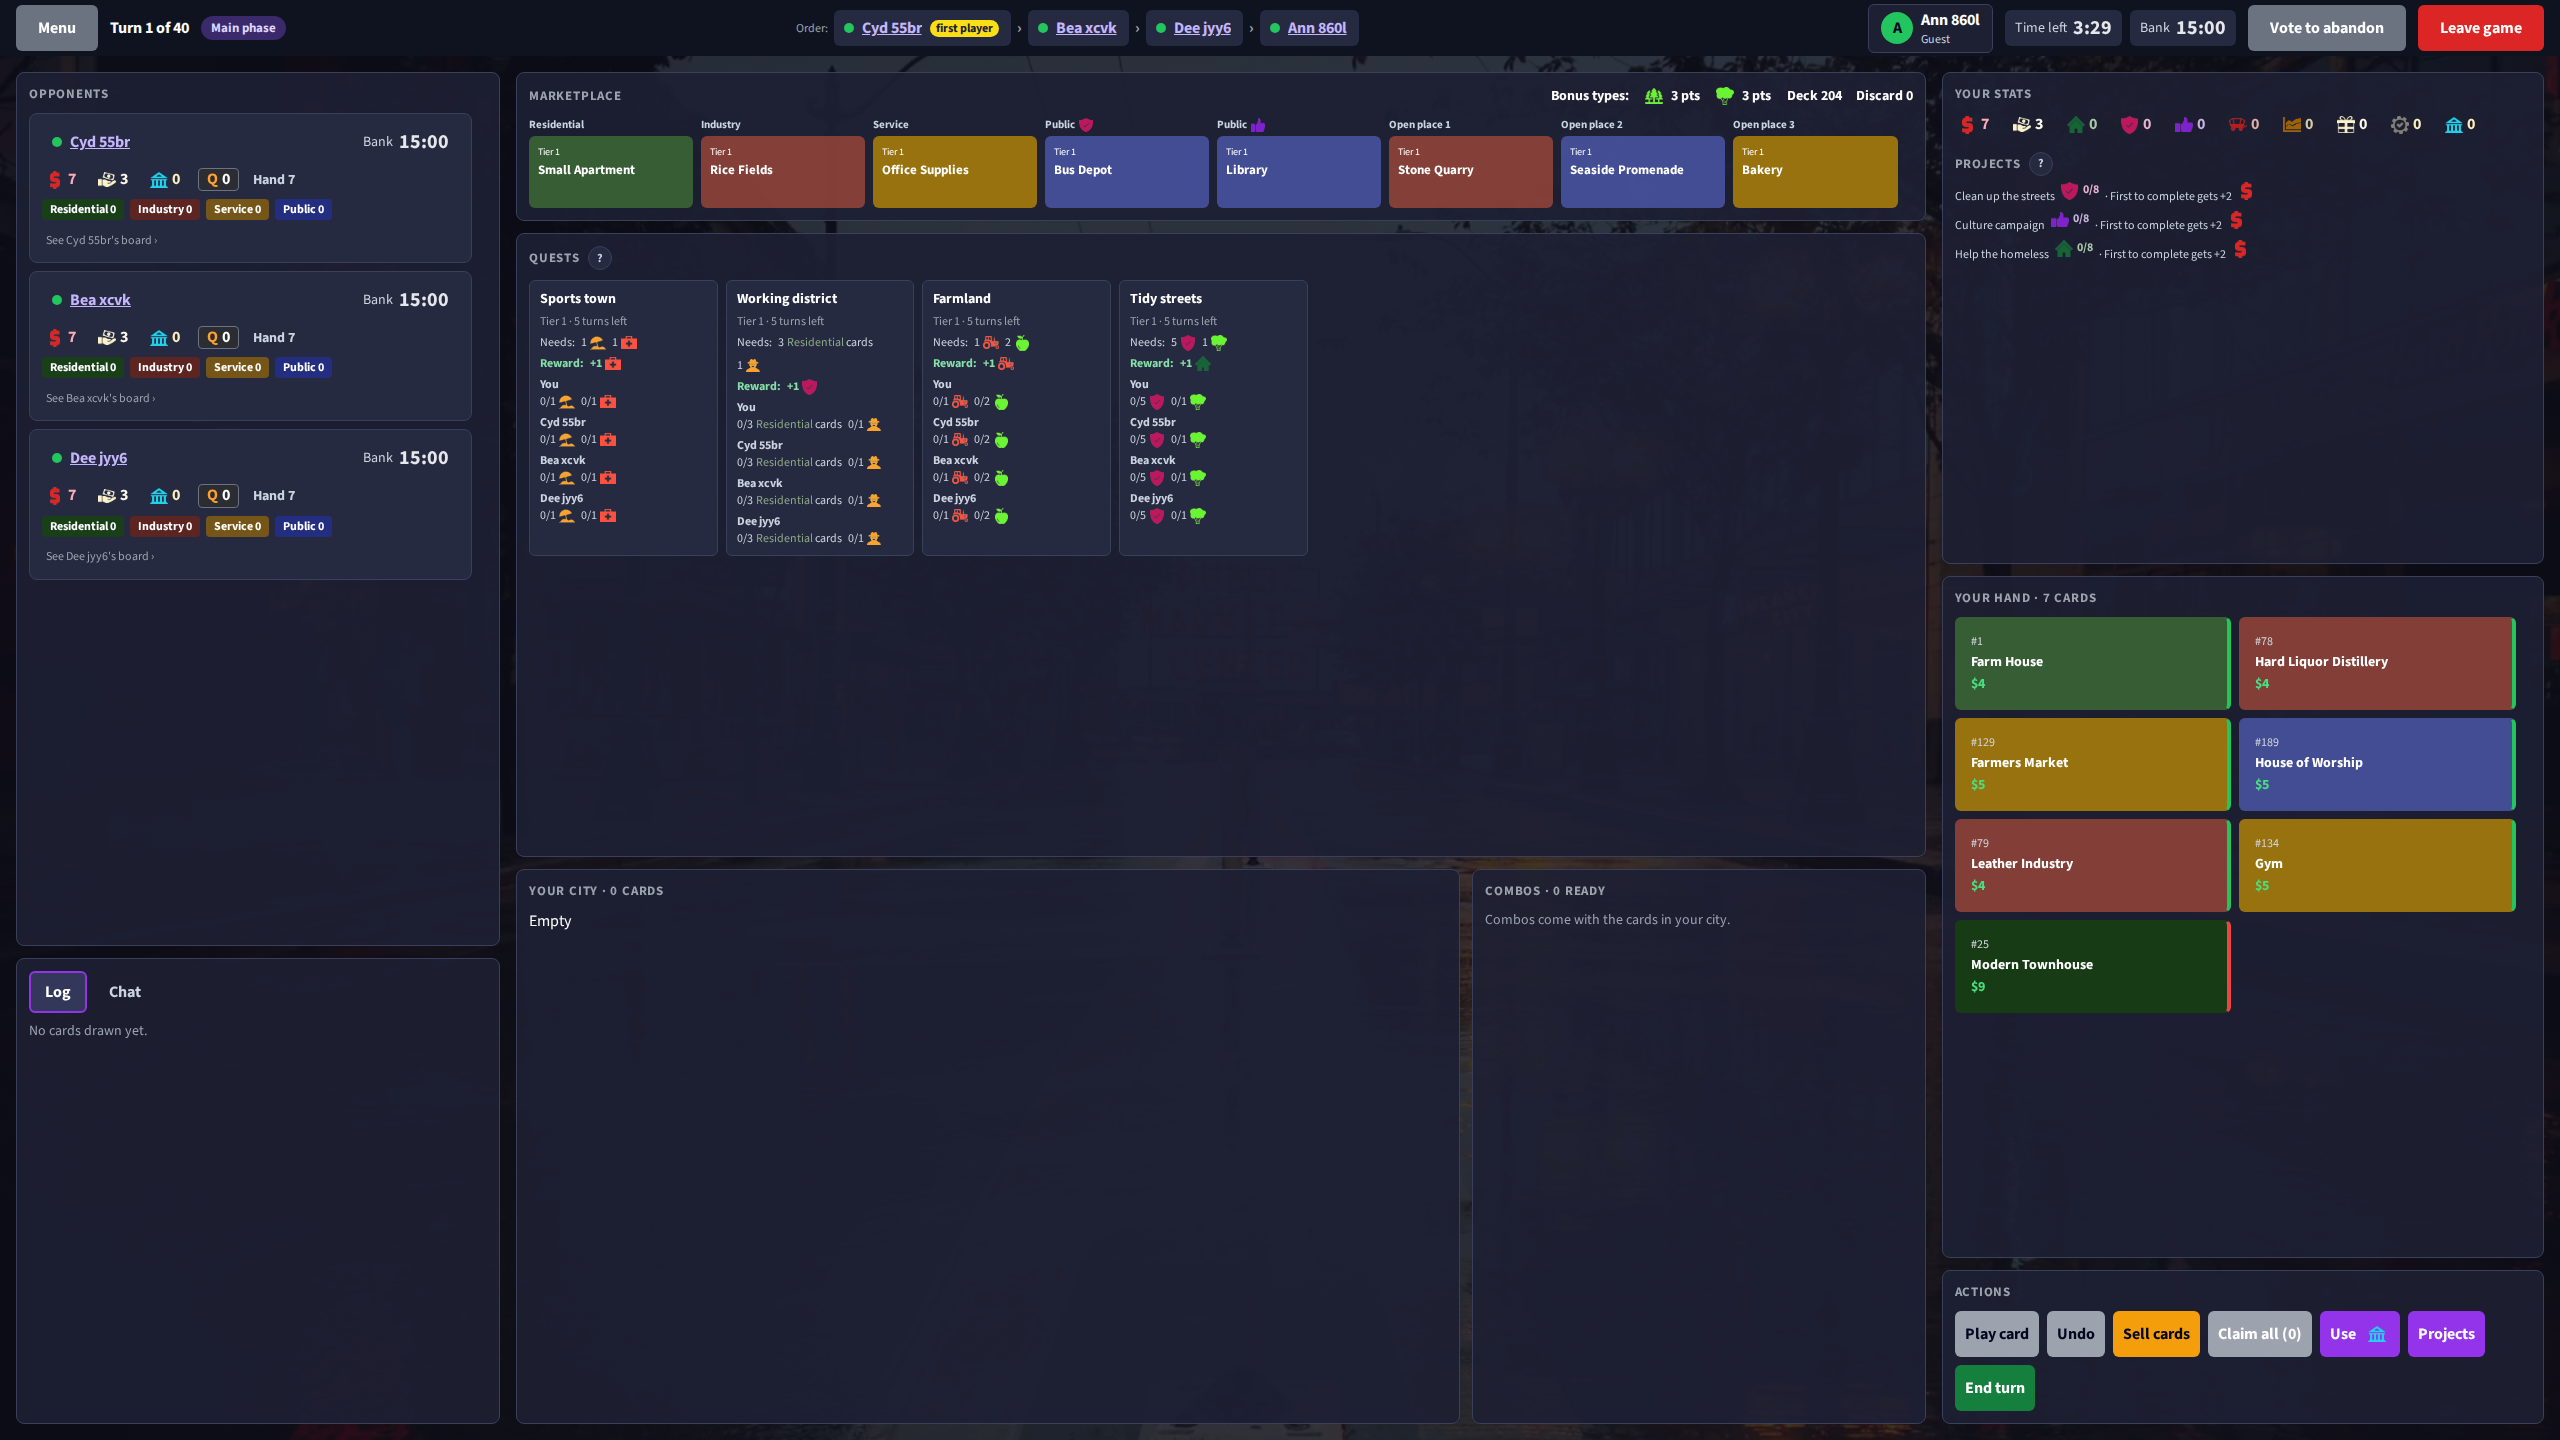 Menu
Turn 1 of 40
Main phase
Order:
Cyd 55br
first player
›
Bea xcvk
›
Dee jyy6
›
Ann 860l
A
Ann 860l
Guest
Time left 3:29
Bank 15:00
Vote to abandon
Leave game
OPPONENTS
Cyd 55br
Bank 15:00
7 3 0 Q 0 Hand 7
Residential 0 Industry 0 Service 0 Public 0
See Cyd 55br's board ›
Bea xcvk
Bank 15:00
7 3 0 Q 0 Hand 7
Residential 0 Industry 0 Service 0 Public 0
See Bea xcvk's board ›
Dee jyy6
Bank 15:00
7 3 0 Q 0 Hand 7
Residential 0 Industry 0 Service 0 Public 0
See Dee jyy6's board ›
Log
Chat
No cards drawn yet.
MARKETPLACE
Bonus types: 3 pts 3 pts Deck 204 Discard 0
Residential
Tier 1
Small Apartment
Industry
Tier 1
Rice Fields
Service
Tier 1
Office Supplies
Public
Tier 1
Bus Depot
Public
Tier 1
Library
Open place 1
Tier 1
Stone Quarry
Open place 2
Tier 1
Seaside Promenade
Open place 3
Tier 1
Bakery
QUESTS ?
Sports town
Tier 1 · 5 turns left
Needs: 1 1
Reward: +1
You
0/1 0/1
Cyd 55br
0/1 0/1
Bea xcvk
0/1 0/1
Dee jyy6
0/1 0/1
Working district
Tier 1 · 5 turns left
Needs: 3 Residential cards
1
Reward: +1
You
0/3 Residential cards 0/1
Cyd 55br
0/3 Residential cards 0/1
Bea xcvk
0/3 Residential cards 0/1
Dee jyy6
0/3 Residential cards 0/1
Farmland
Tier 1 · 5 turns left
Needs: 1 2
Reward: +1
You
0/1 0/2
Cyd 55br
0/1 0/2
Bea xcvk
0/1 0/2
Dee jyy6
0/1 0/2
Tidy streets
Tier 1 · 5 turns left
Needs: 5 1
Reward: +1
You
0/5 0/1
Cyd 55br
0/5 0/1
Bea xcvk
0/5 0/1
Dee jyy6
0/5 0/1
YOUR CITY · 0 CARDS
Empty
COMBOS · 0 READY
Combos come with the cards in your city.
YOUR STATS
7 3 0 0 0 0 0 0 0 0
PROJECTS ?
Clean up the streets 0/8 · First to complete gets +2
Culture campaign 0/8 · First to complete gets +2
Help the homeless 0/8 · First to complete gets +2
YOUR HAND · 7 CARDS
#1
Farm House
$4
#78
Hard Liquor Distillery
$4
#129
Farmers Market
$5
#189
House of Worship
$5
#79
Leather Industry
$4
#134
Gym
$5
#25
Modern Townhouse
$9
ACTIONS
Play card
Undo
Sell cards
Claim all (0)
Use
Projects
End turn